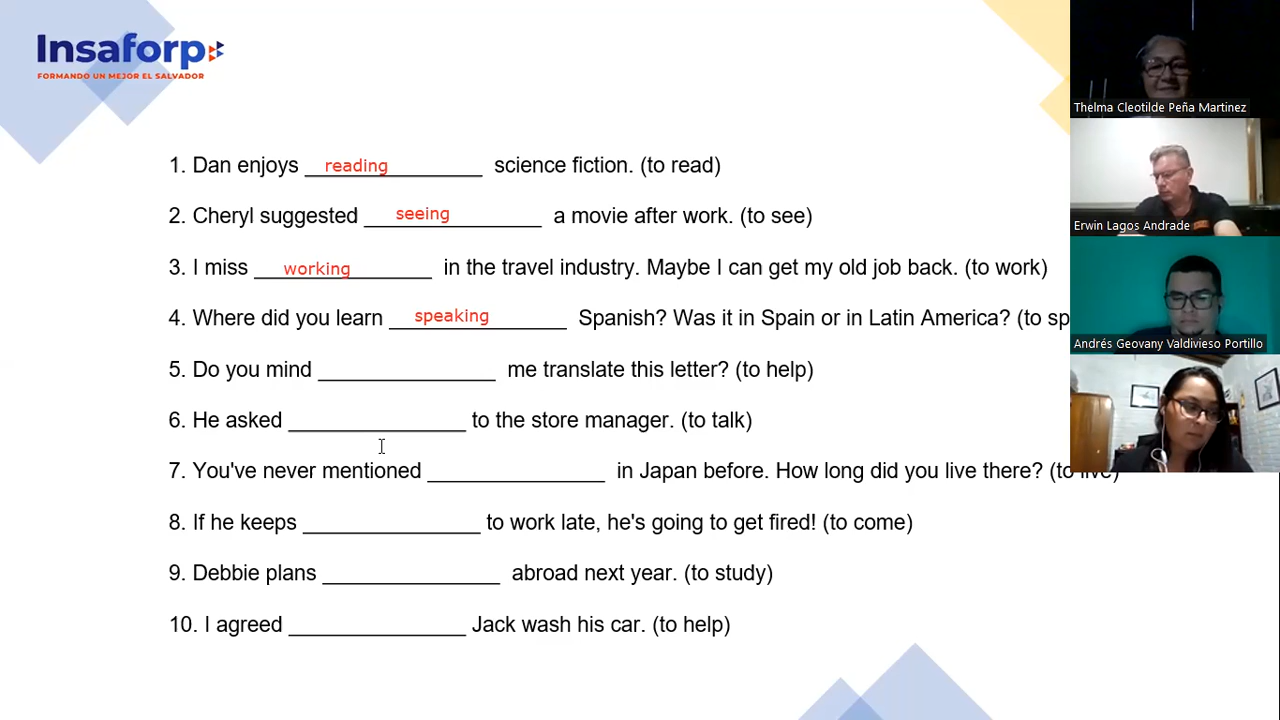 Insaforp
FORMANDO UN MEJOR EL SALVADOR
1. Dan enjoys reading science fiction. (to read)
2. Cheryl suggested seeing a movie after work. (to see)
3. I miss working in the travel industry. Maybe I can get my old job back. (to work)
4. Where did you learn speaking Spanish? Was it in Spain or in Latin America? (to sp
5. Do you mind ________________ me translate this letter? (to help)
6. He asked ________________ to the store manager. (to talk)
7. You've never mentioned ________________ in Japan before. How long did you live there? (to live)
8. If he keeps ________________ to work late, he's going to get fired! (to come)
9. Debbie plans ________________ abroad next year. (to study)
10. I agreed ________________ Jack wash his car. (to help)
Thelma Cleotilde Peña Martinez
Erwin Lagos Andrade
Andrés Geovany Valdivieso Portillo